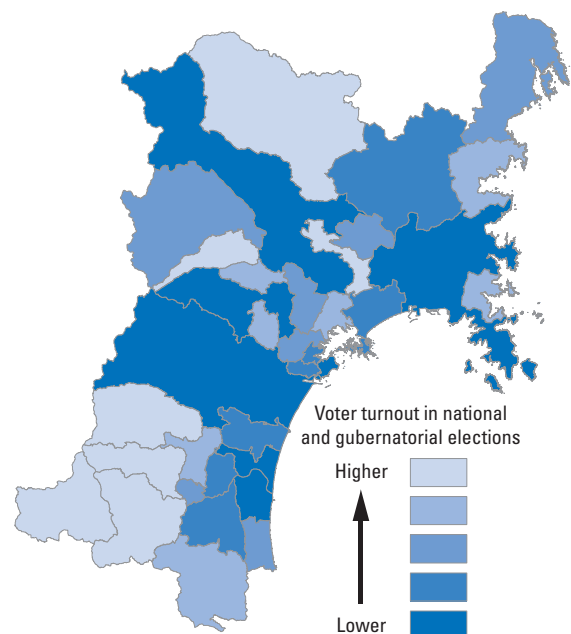 Voter turnout in national
and gubernatorial elections
Higher
Lower